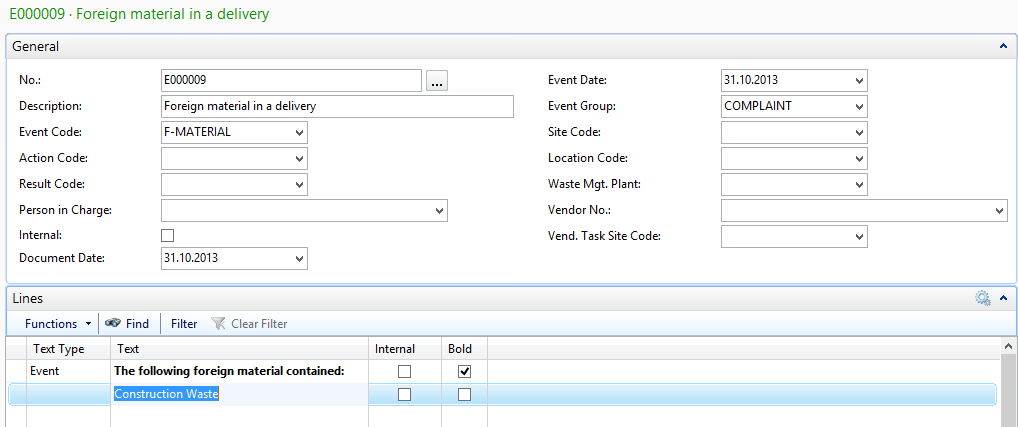 E000009 · Foreign material in a delivery
General
No.: E000009 ...
Description: Foreign material in a delivery
Event Code: F-MATERIAL
Action Code:
Result Code:
Person in Charge:
Internal:
Document Date: 31.10.2013
Event Date: 31.10.2013
Event Group: COMPLAINT
Site Code:
Location Code:
Waste Mgt. Plant:
Vendor No.:
Vend. Task Site Code:
Lines
Functions Find Filter Clear Filter
Text Type Text Internal Bold
Event The following foreign material contained:
Construction Waste